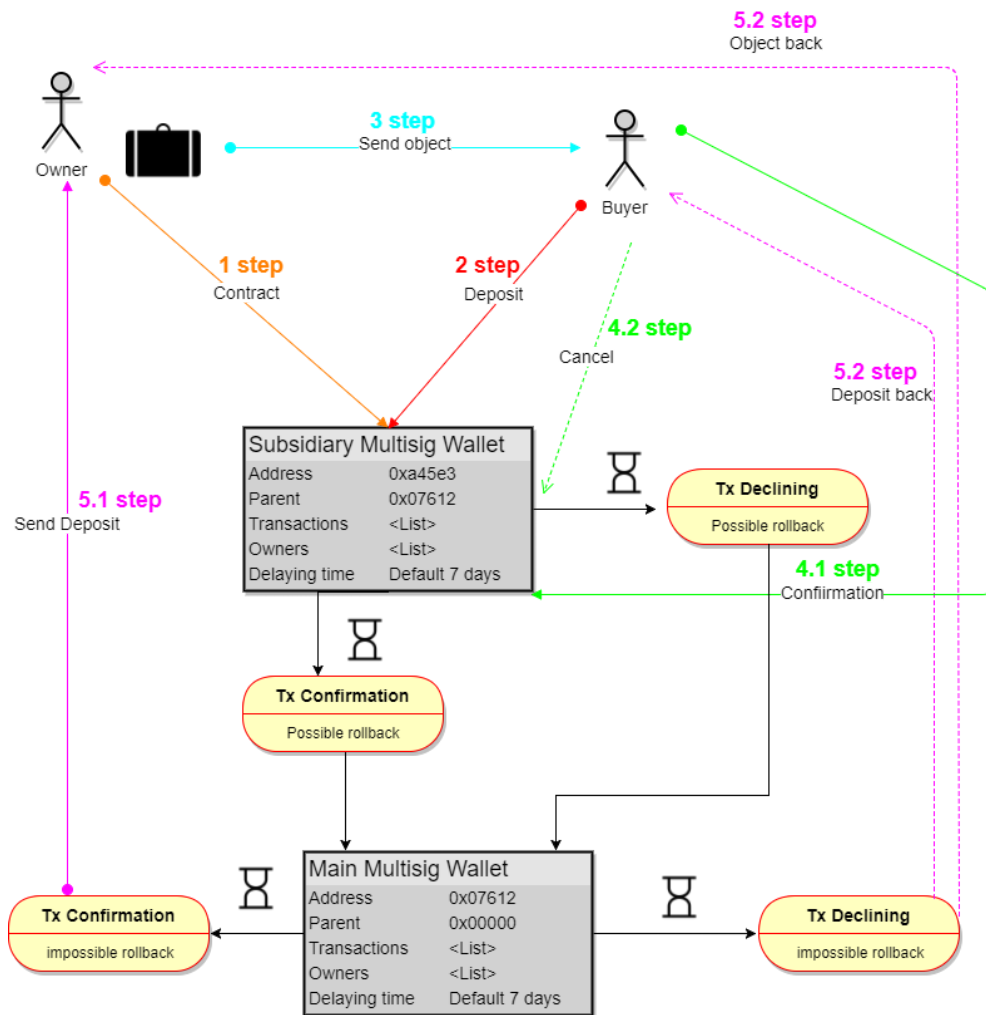 5.2 step
Object back
3 step
Send object
Owner
Buyer
1 step
Contract
2 step
Deposit
4.2 step
Cancel
5.2 step
Deposit back
Subsidiary Multisig Wallet
Address 0xa45e3
Parent 0x07612
Transactions <List>
Owners <List>
Delaying time Default 7 days
Tx Declining
Possible rollback
5.1 step
Send Deposit
4.1 step
Confiirmation
Tx Confirmation
Possible rollback
Main Multisig Wallet
Address 0x07612
Parent 0x00000
Transactions <List>
Owners <List>
Delaying time Default 7 days
Tx Confirmation
impossible rollback
Tx Declining
impossible rollback